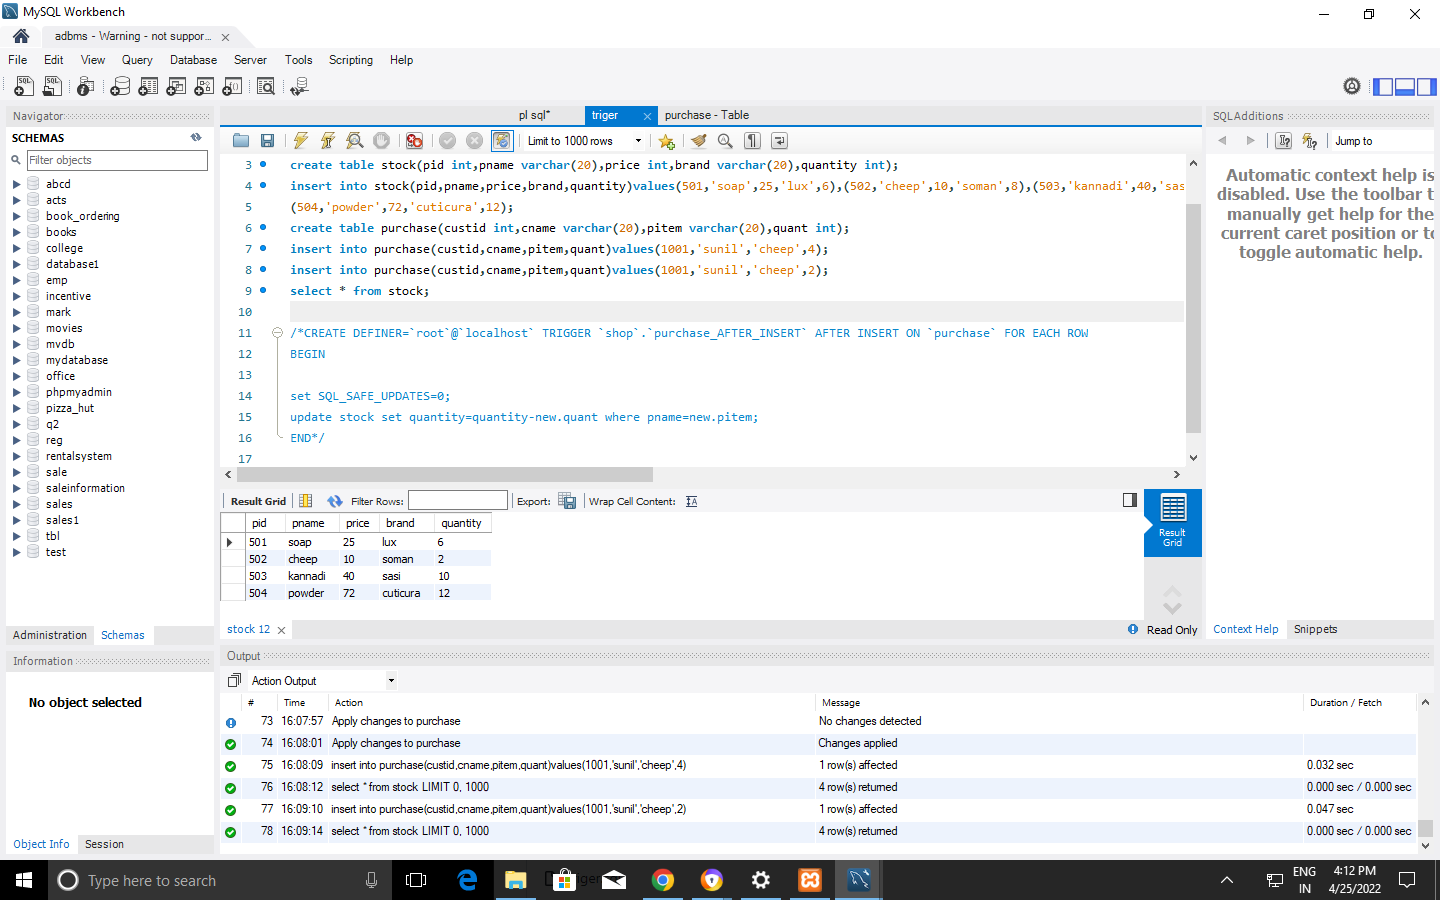 MySQL Workbench
adbms - Warning - not suppor...
File Edit View Query Database Server Tools Scripting Help
Navigator
SCHEMAS
Filter objects
abcd
acts
book_ordering
books
college
database1
emp
incentive
mark
movies
mvdb
mydatabase
office
phpmyadmin
pizza_hut
q2
reg
rentalsystem
sale
saleinformation
sales
sales1
tbl
test
Administration Schemas
Information
No object selected
Object Info Session
pl sql* triger purchase - Table
Limit to 1000 rows
3 create table stock(pid int,pname varchar(20),price int,brand varchar(20),quantity int);
4 insert into stock(pid,pname,price,brand,quantity)values(501,'soap',25,'lux',6),(502,'cheep',10,'soman',8),(503,'kannadi',40,'sas
5 (504,'powder',72,'cuticura',12);
6 create table purchase(custid int,cname varchar(20),pitem varchar(20),quant int);
7 insert into purchase(custid,cname,pitem,quant)values(1001,'sunil','cheep',4);
8 insert into purchase(custid,cname,pitem,quant)values(1001,'sunil','cheep',2);
9 select * from stock;
10
11 /*CREATE DEFINER=`root`@`localhost` TRIGGER `shop`.`purchase_AFTER_INSERT` AFTER INSERT ON `purchase` FOR EACH ROW
12 BEGIN
13
14 set SQL_SAFE_UPDATES=0;
15 update stock set quantity=quantity-new.quant where pname=new.pitem;
16 END*/
17
Result Grid Filter Rows: Export: Wrap Cell Content:
pid pname price brand quantity
501 soap 25 lux 6
502 cheep 10 soman 2
503 kannadi 40 sasi 10
504 powder 72 cuticura 12
Result
Grid
stock 12
Read Only
SQLAdditions
Jump to
Automatic context help is
disabled. Use the toolbar t
manually get help for the
current caret position or to
toggle automatic help.
Context Help Snippets
Output
Action Output
# Time Action Message Duration / Fetch
73 16:07:57 Apply changes to purchase No changes detected
74 16:08:01 Apply changes to purchase Changes applied
75 16:08:09 insert into purchase(custid,cname,pitem,quant)values(1001,'sunil','cheep',4) 1 row(s) affected 0.032 sec
76 16:08:12 select * from stock LIMIT 0, 1000 4 row(s) returned 0.000 sec / 0.000 sec
77 16:09:10 insert into purchase(custid,cname,pitem,quant)values(1001,'sunil','cheep',2) 1 row(s) affected 0.047 sec
78 16:09:14 select * from stock LIMIT 0, 1000 4 row(s) returned 0.000 sec / 0.000 sec
Type here to search
ENG
IN
4:12 PM
4/25/2022